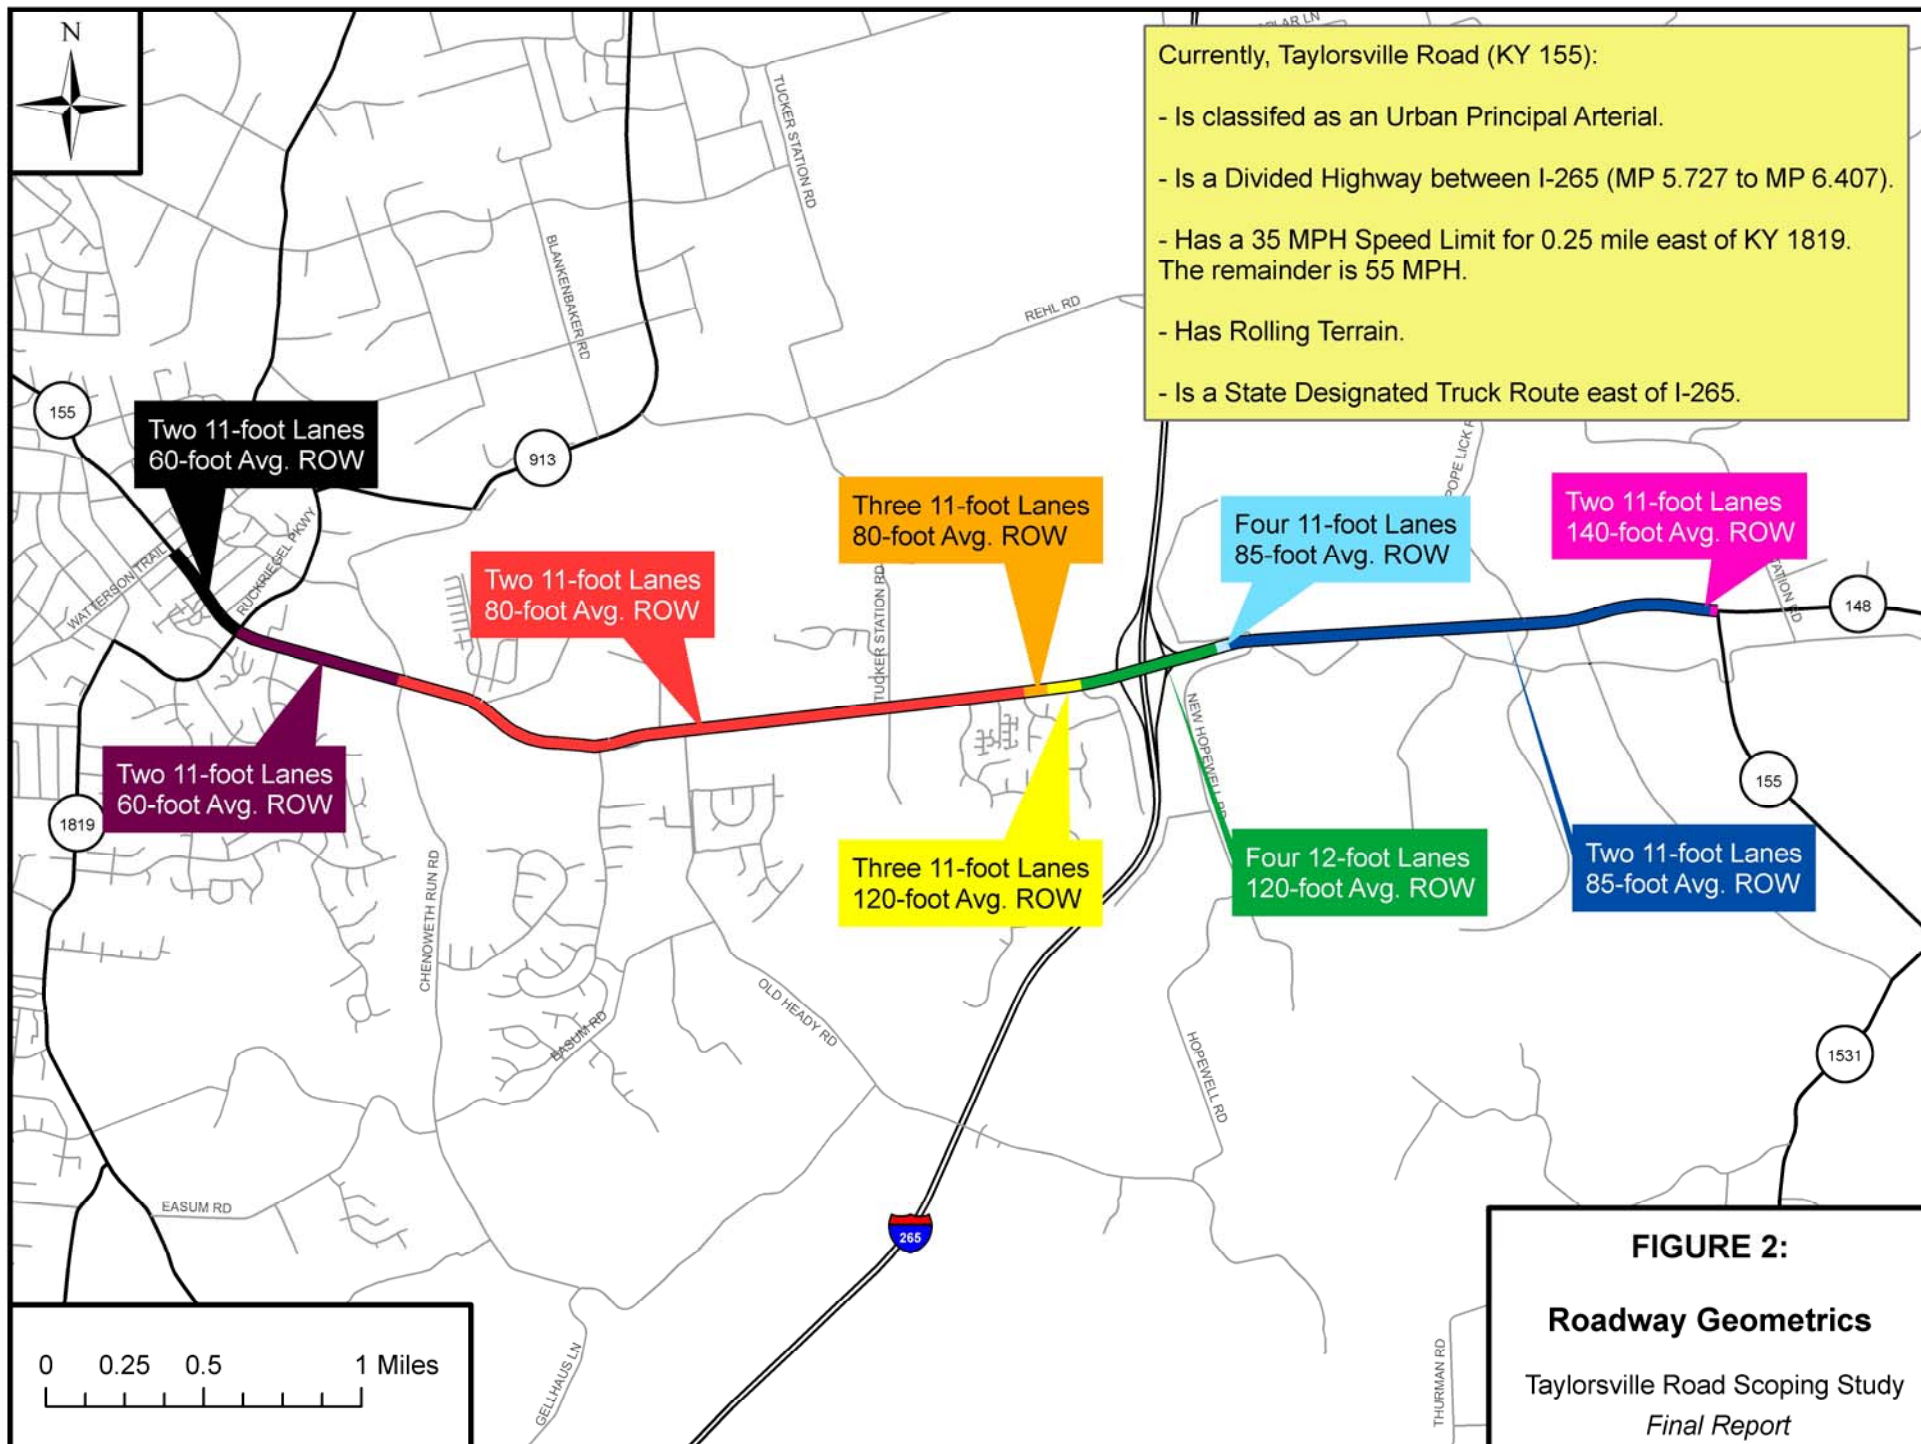 N
PLAR LN
Currently, Taylorsville Road (KY 155):
- Is classifed as an Urban Principal Arterial.
- Is a Divided Highway between I-265 (MP 5.727 to MP 6.407).
- Has a 35 MPH Speed Limit for 0.25 mile east of KY 1819.
The remainder is 55 MPH.
- Has Rolling Terrain.
- Is a State Designated Truck Route east of I-265.
TUCKER STATION RD
BLANKENBAKER RD
REHL RD
155
Two 11-foot Lanes
60-foot Avg. ROW
913
POPE LICK R
Three 11-foot Lanes
80-foot Avg. ROW
Four 11-foot Lanes
85-foot Avg. ROW
Two 11-foot Lanes
140-foot Avg. ROW
WATTERSON TRAIL
RUCKRIEGEL PKWY
Two 11-foot Lanes
80-foot Avg. ROW
TUCKER STATION RD
TATION RD
148
NEW HOPEWELL RD
Two 11-foot Lanes
60-foot Avg. ROW
155
1819
CHENOWETH RUN RD
Three 11-foot Lanes
120-foot Avg. ROW
Four 12-foot Lanes
120-foot Avg. ROW
Two 11-foot Lanes
85-foot Avg. ROW
EASUM RD
OLD HEADY RD
HOPEWELL RD
1531
EASUM RD
265
FIGURE 2:
Roadway Geometrics
Taylorsville Road Scoping Study
Final Report
0 0.25 0.5 1 Miles
GELLHAUS LN
THURMAN RD